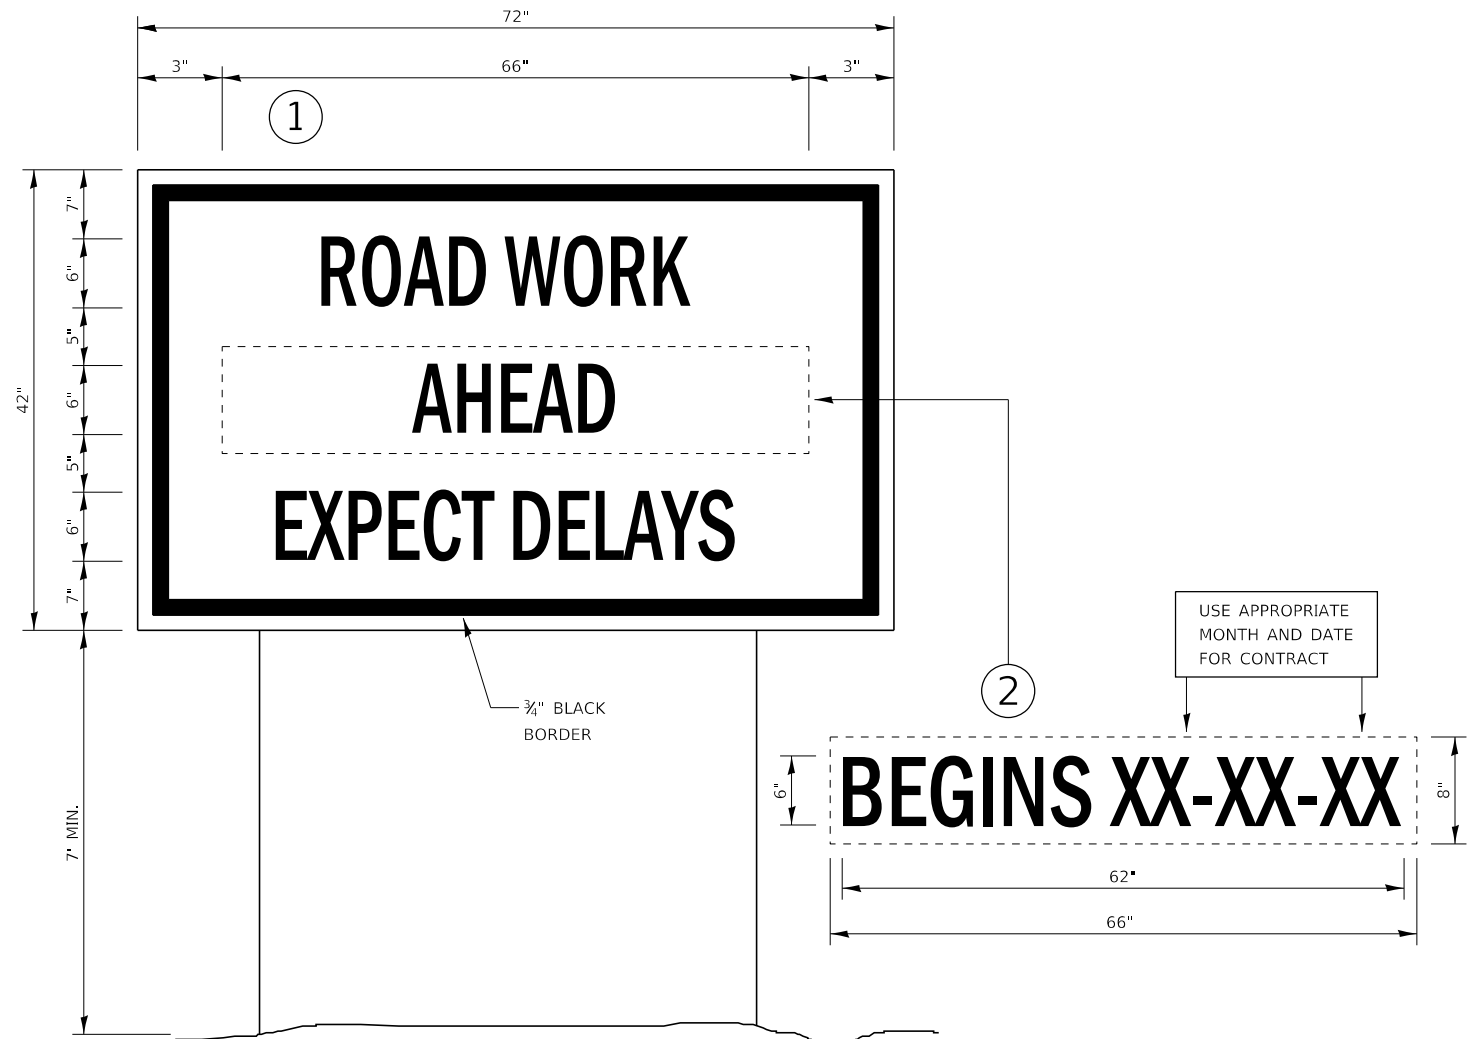 72"
3" 66" 3"
1
7"
6"
5"
6"
5"
6"
7"
42"
ROAD WORK
AHEAD
EXPECT DELAYS
¾" BLACK
BORDER
7' MIN.
2
USE APPROPRIATE
MONTH AND DATE
FOR CONTRACT
6"
BEGINS XX-XX-XX
8"
62"
66"